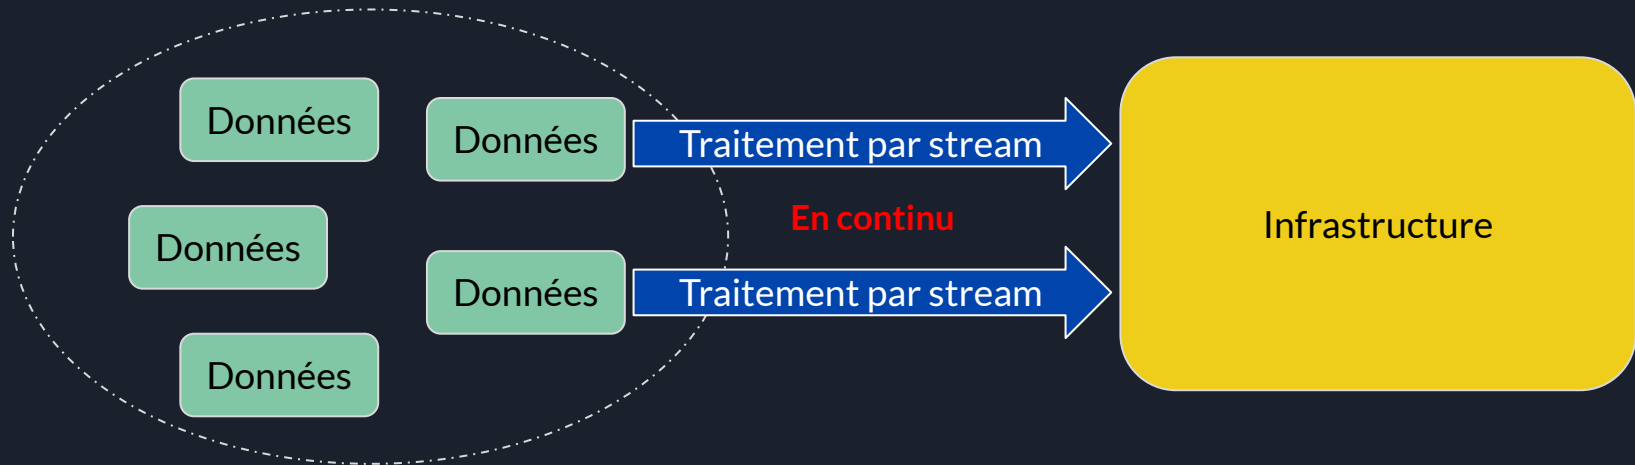 Données
Données
Données
Données
Données
Traitement par stream
En continu
Traitement par stream
Infrastructure